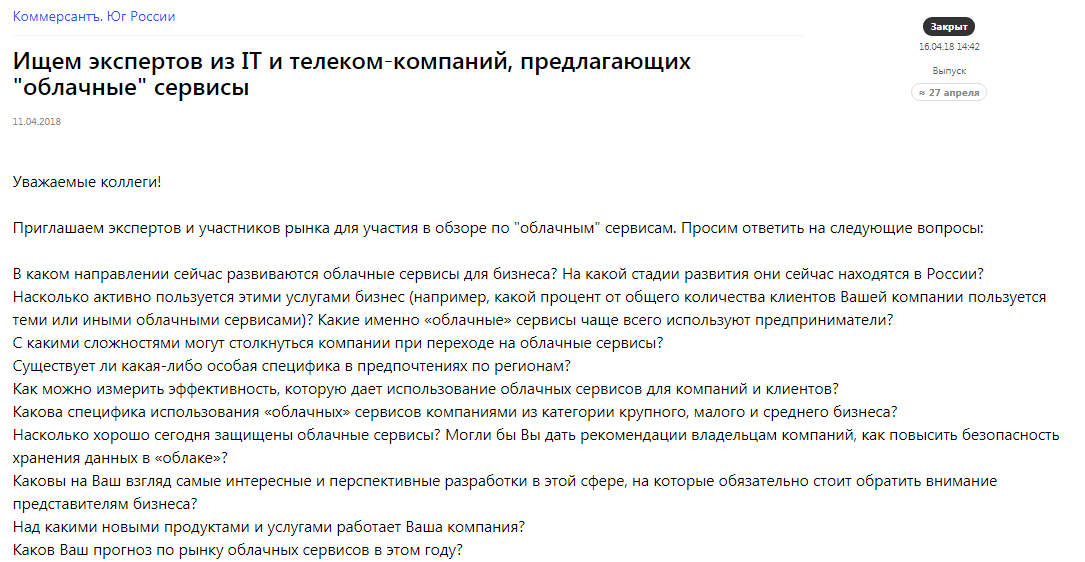 Коммерсантъ. Юг России
Закрыт
16.04.18 14:42
Выпуск
≈ 27 апреля
Ищем экспертов из IT и телеком-компаний, предлагающих
"облачные" сервисы
11.04.2018
Уважаемые коллеги!
Приглашаем экспертов и участников рынка для участия в обзоре по "облачным" сервисам. Просим ответить на следующие вопросы:
В каком направлении сейчас развиваются облачные сервисы для бизнеса? На какой стадии развития они сейчас находятся в России?
Насколько активно пользуется этими услугами бизнес (например, какой процент от общего количества клиентов Вашей компании пользуется
теми или иными облачными сервисами)? Какие именно «облачные» сервисы чаще всего используют предприниматели?
С какими сложностями могут столкнуться компании при переходе на облачные сервисы?
Существует ли какая-либо особая специфика в предпочтениях по регионам?
Как можно измерить эффективность, которую дает использование облачных сервисов для компаний и клиентов?
Какова специфика использования «облачных» сервисов компаниями из категории крупного, малого и среднего бизнеса?
Насколько хорошо сегодня защищены облачные сервисы? Могли бы Вы дать рекомендации владельцам компаний, как повысить безопасность
хранения данных в «облаке»?
Каковы на Ваш взгляд самые интересные и перспективные разработки в этой сфере, на которые обязательно стоит обратить внимание
представителям бизнеса?
Над какими новыми продуктами и услугами работает Ваша компания?
Каков Ваш прогноз по рынку облачных сервисов в этом году?